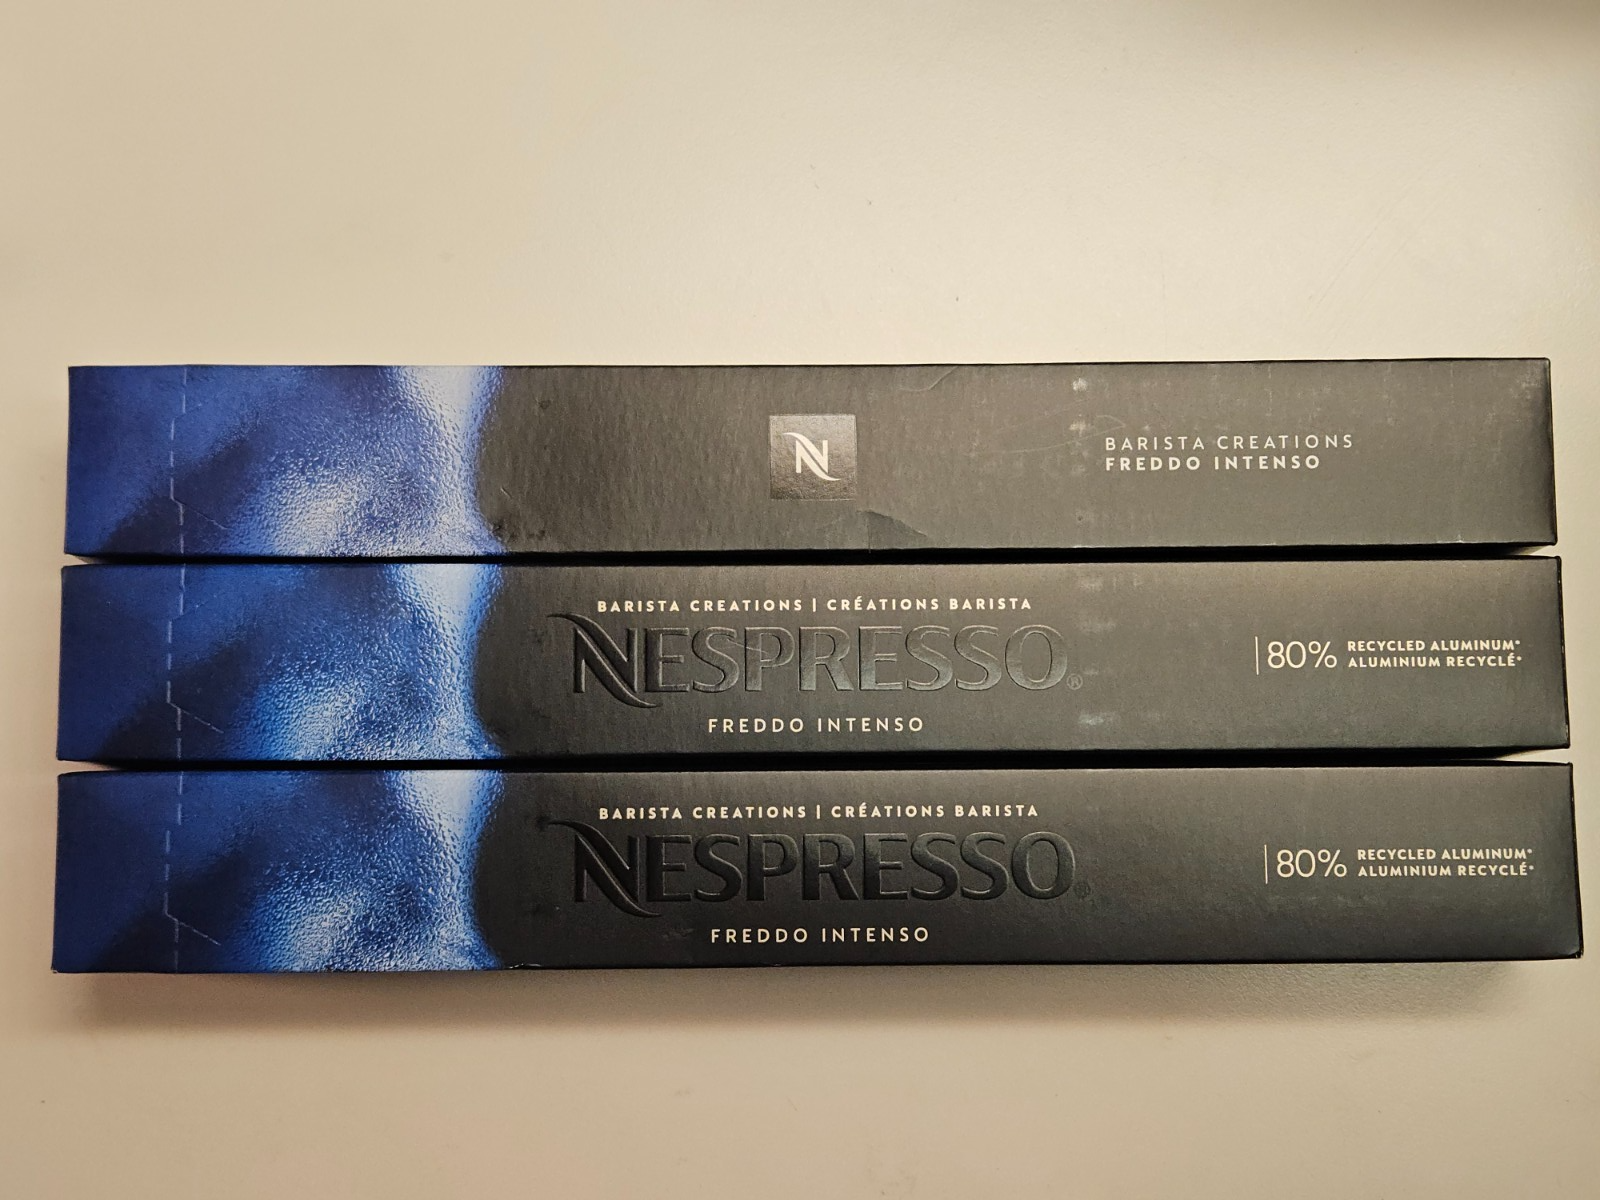 N
BARISTA CREATIONS
FREDDO INTENSO
BARISTA CREATIONS | CRÉATIONS BARISTA
NESPRESSO®
FREDDO INTENSO
80% RECYCLED ALUMINUM*
ALUMINIUM RECYCLÉ*
BARISTA CREATIONS | CRÉATIONS BARISTA
NESPRESSO®
FREDDO INTENSO
80% RECYCLED ALUMINUM*
ALUMINIUM RECYCLÉ*